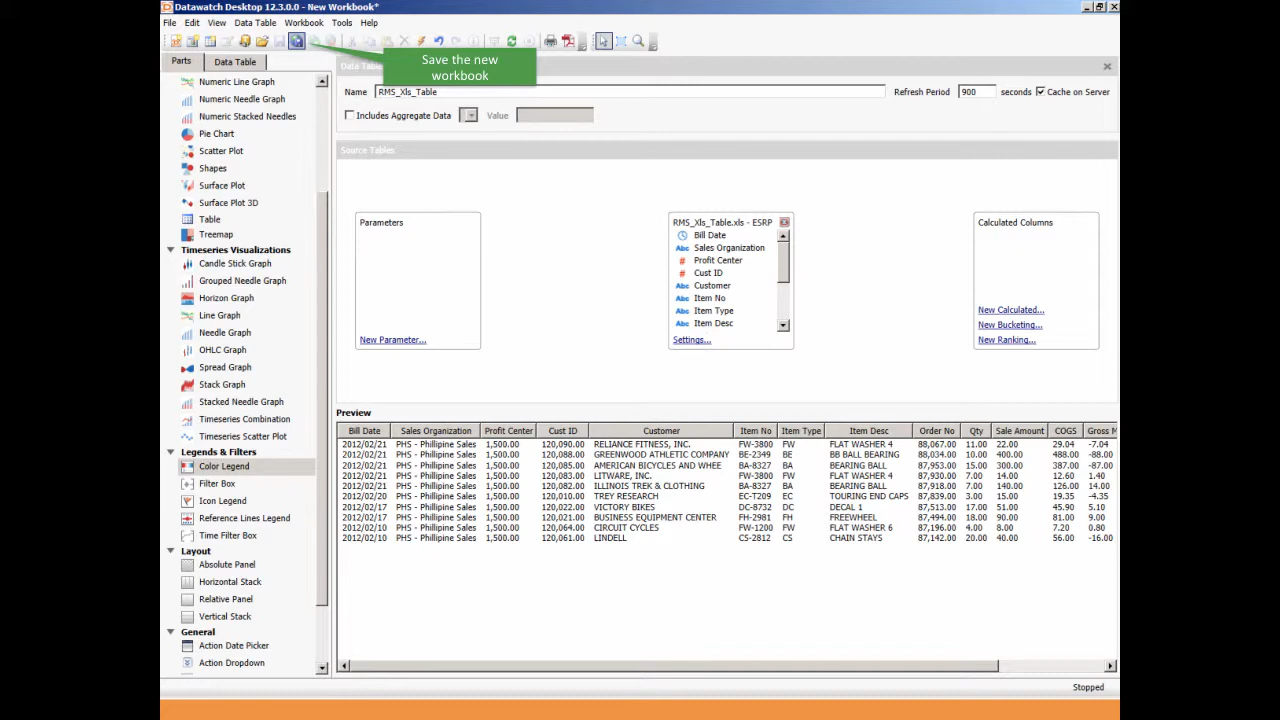 Datawatch Desktop 12.3.0.0 - New Workbook*
File Edit View Data Table Workbook Tools Help
Save the new
workbook
Parts Data Table
Numeric Line Graph
Numeric Needle Graph
Numeric Stacked Needles
Pie Chart
Scatter Plot
Shapes
Surface Plot
Surface Plot 3D
Table
Treemap
Timeseries Visualizations
Candle Stick Graph
Grouped Needle Graph
Horizon Graph
Line Graph
Needle Graph
OHLC Graph
Spread Graph
Stack Graph
Stacked Needle Graph
Timeseries Combination
Timeseries Scatter Plot
Legends & Filters
Color Legend
Filter Box
Icon Legend
Reference Lines Legend
Time Filter Box
Layout
Absolute Panel
Horizontal Stack
Relative Panel
Vertical Stack
General
Action Date Picker
Action Dropdown
Name RMS_Xls_Table Refresh Period 900 seconds Cache on Server
Includes Aggregate Data Value
Source Tables
Parameters
New Parameter...
RMS_Xls_Table.xls - ESRP
Bill Date
Abc Sales Organization
# Profit Center
# Cust ID
Abc Customer
Abc Item No
Abc Item Type
Abc Item Desc
Settings...
Calculated Columns
New Calculated...
New Bucketing...
New Ranking...
Preview
Bill Date Sales Organization Profit Center Cust ID Customer Item No Item Type Item Desc Order No Qty Sale Amount COGS Gross M
2012/02/21 PHS - Phillipine Sales 1,500.00 120,090.00 RELIANCE FITNESS, INC. FW-3800 FW FLAT WASHER 4 88,067.00 11.00 22.00 29.04 -7.04
2012/02/21 PHS - Phillipine Sales 1,500.00 120,088.00 GREENWOOD ATHLETIC COMPANY BE-2349 BE BB BALL BEARING 88,034.00 10.00 400.00 488.00 -88.00
2012/02/21 PHS - Phillipine Sales 1,500.00 120,085.00 AMERICAN BICYCLES AND WHEE BA-8327 BA BEARING BALL 87,953.00 15.00 300.00 387.00 -87.00
2012/02/21 PHS - Phillipine Sales 1,500.00 120,083.00 LITWARE, INC. FW-3800 FW FLAT WASHER 4 87,930.00 7.00 14.00 12.60 1.40
2012/02/21 PHS - Phillipine Sales 1,500.00 120,082.00 ILLINOIS TREK & CLOTHING BA-8327 BA BEARING BALL 87,918.00 7.00 140.00 126.00 14.00
2012/02/20 PHS - Phillipine Sales 1,500.00 120,010.00 TREY RESEARCH EC-T209 EC TOURING END CAPS 87,839.00 3.00 15.00 19.35 -4.35
2012/02/17 PHS - Phillipine Sales 1,500.00 120,022.00 VICTORY BIKES DC-8732 DC DECAL 1 87,513.00 17.00 51.00 45.90 5.10
2012/02/17 PHS - Phillipine Sales 1,500.00 120,021.00 BUSINESS EQUIPMENT CENTER FH-2981 FH FREEWHEEL 87,494.00 18.00 90.00 81.00 9.00
2012/02/10 PHS - Phillipine Sales 1,500.00 120,064.00 CIRCUIT CYCLES FW-1200 FW FLAT WASHER 6 87,196.00 4.00 8.00 7.20 0.80
2012/02/10 PHS - Phillipine Sales 1,500.00 120,061.00 LINDELL CS-2812 CS CHAIN STAYS 87,142.00 20.00 40.00 56.00 -16.00
Stopped